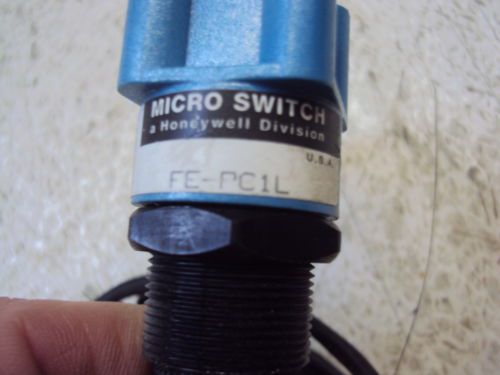 MICRO SWITCH
a Honeywell Division
U.S.A.
FE-PC1L